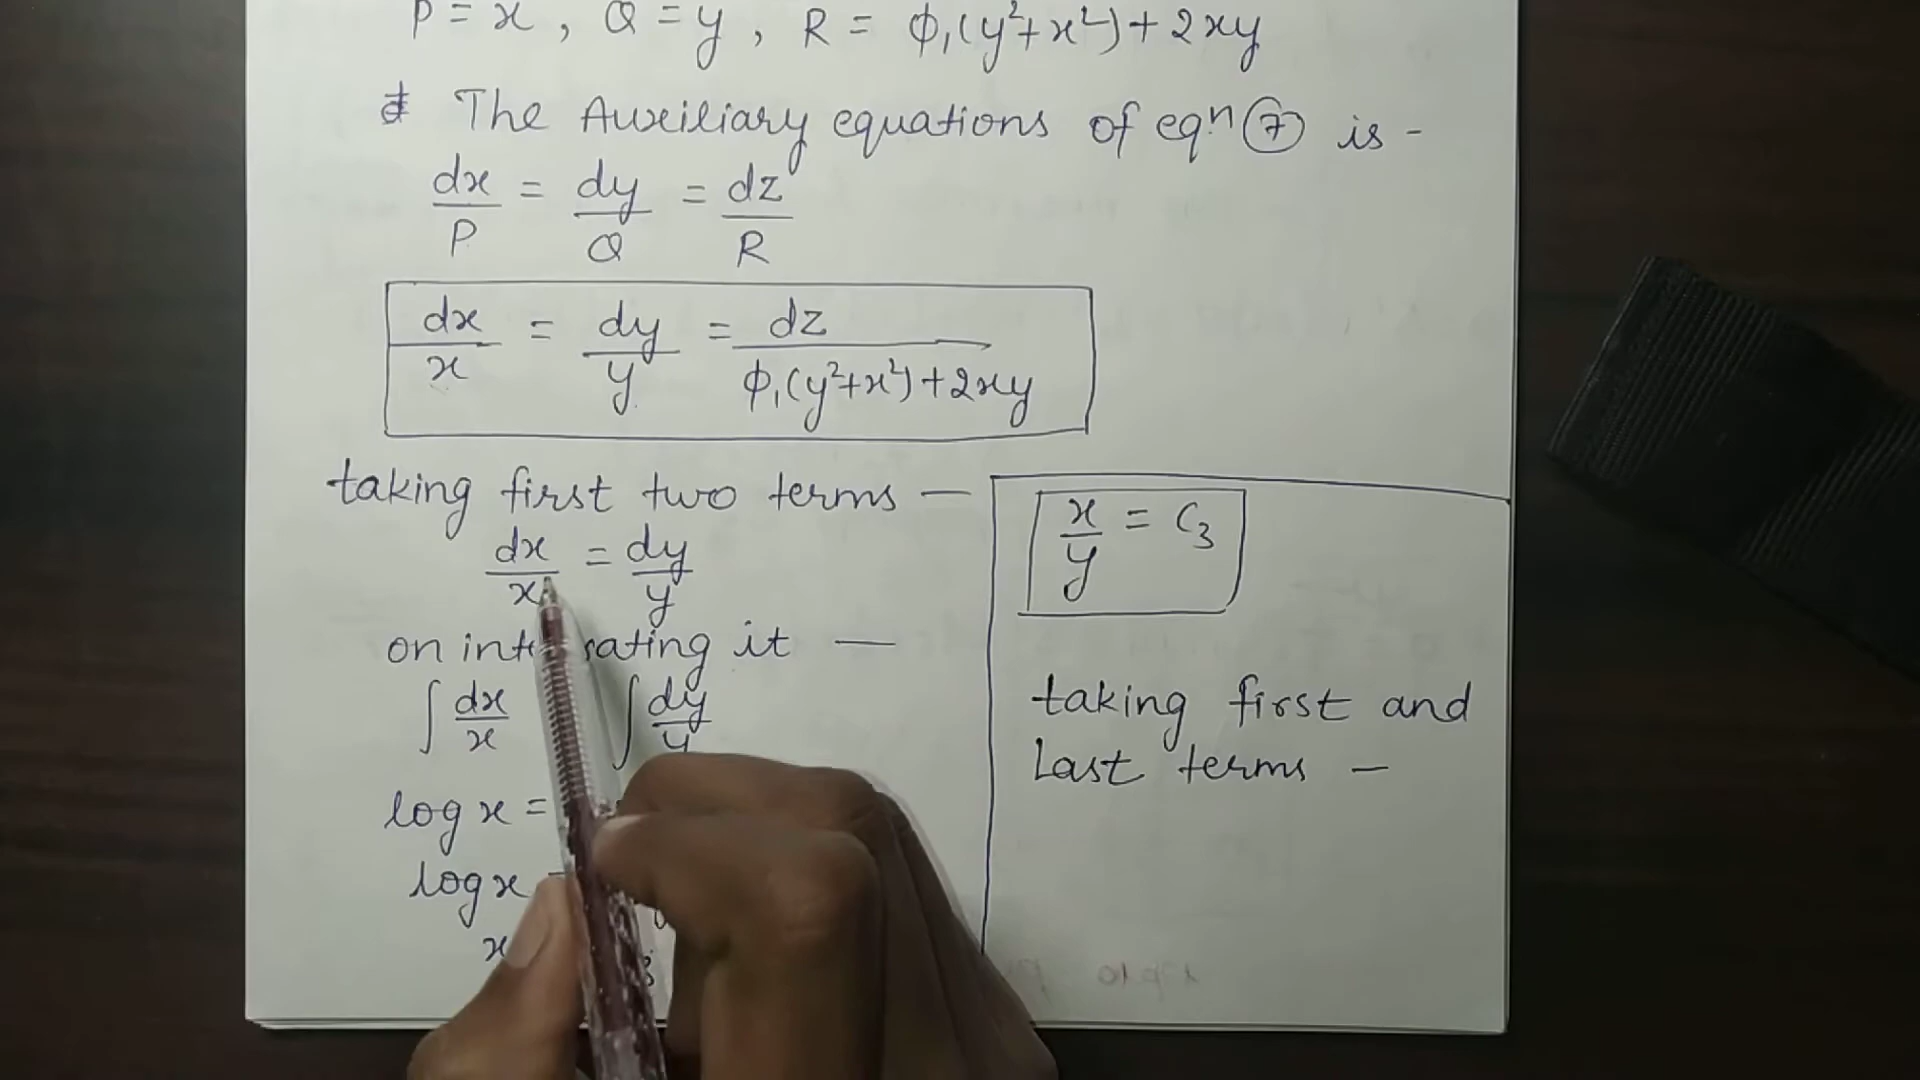 P = x , Q = y , R = ϕ₁(y²+x²)+2xy
The Auxiliary equations of eqⁿ ⑦ is -
dx/P = dy/Q = dz/R
dx/x = dy/y = dz/ϕ₁(y²+x²)+2xy
taking first two terms —
dx/x = dy/y
on it —
∫ dx/x ∫ dy/y
log x =
log x
x
x/y = C₃
taking first and
Last terms —